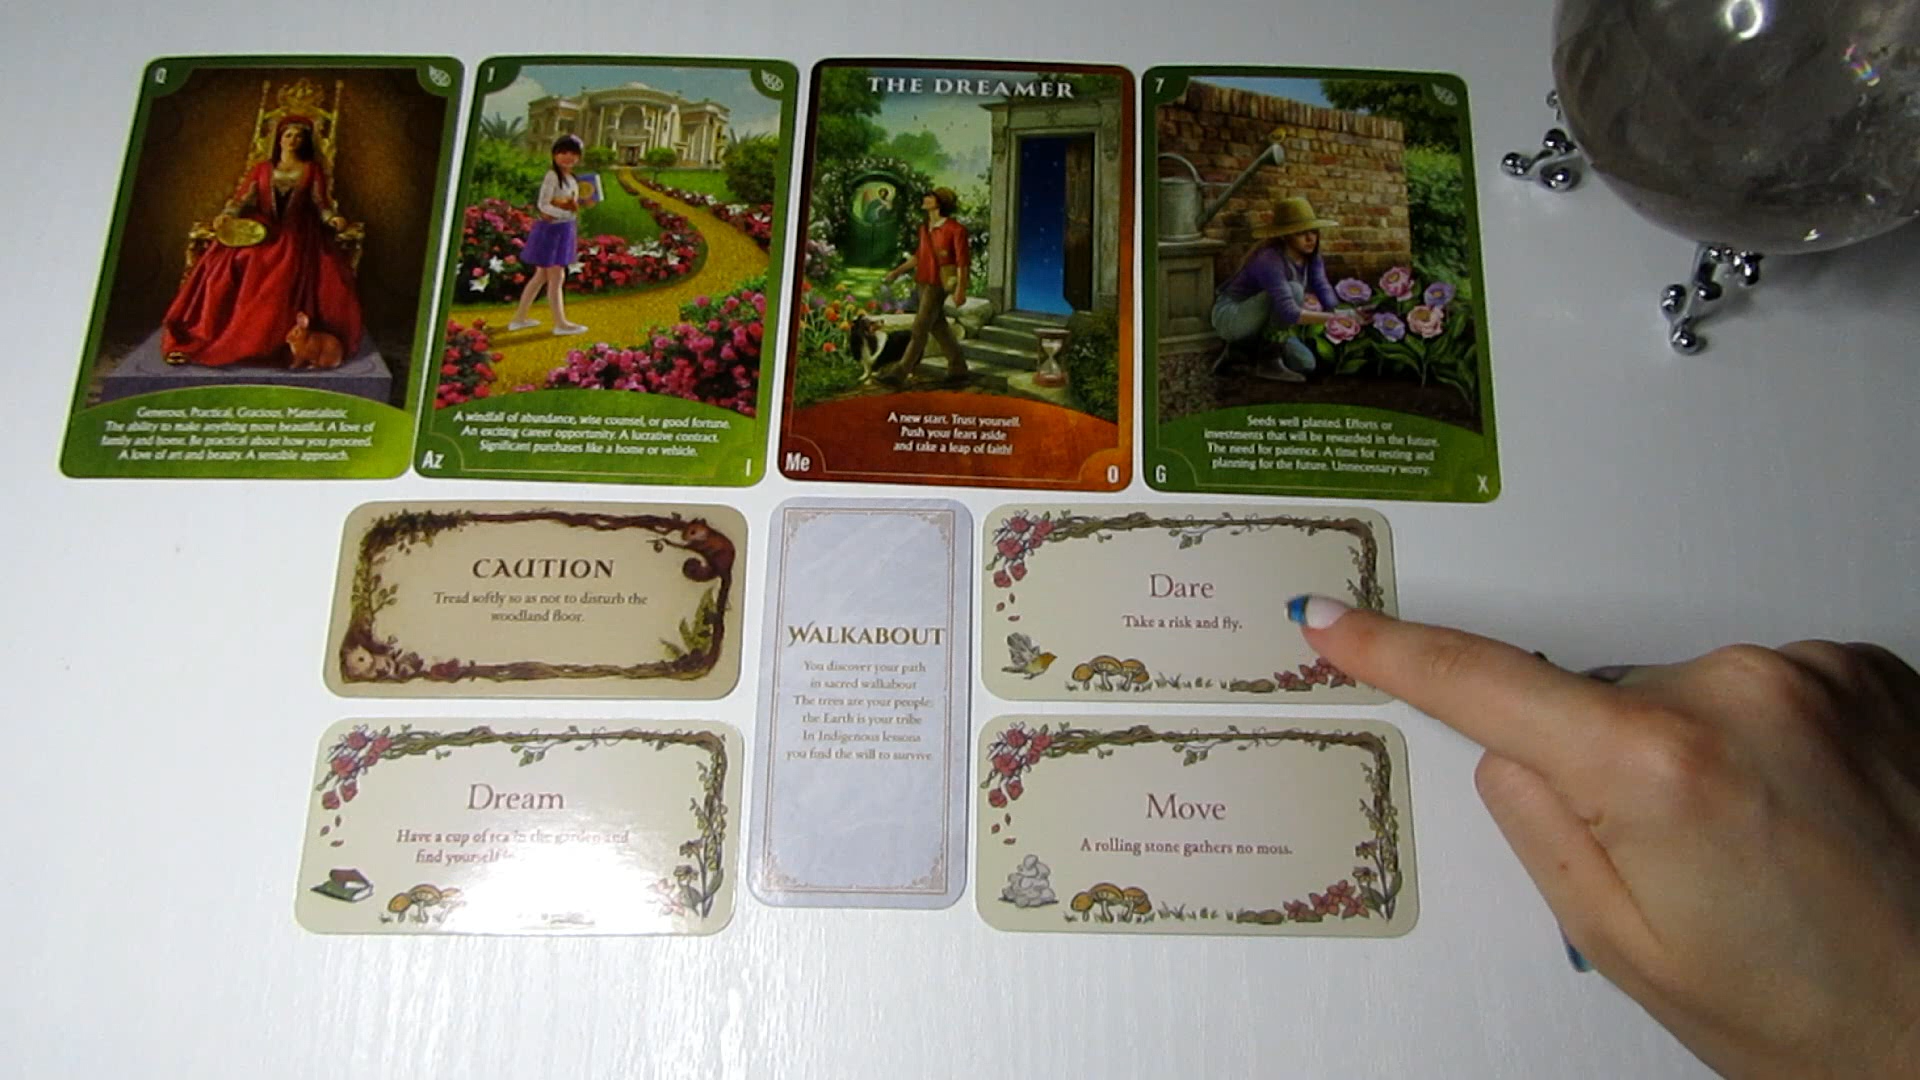 Q
Generous, Practical, Gracious, Materialistic
The ability to make anything more beautiful. A love of
family and home. Be practical about how you proceed.
A love of art and beauty. A sensible approach.
1
A windfall of abundance, wise counsel, or good fortune.
An exciting career opportunity. A lucrative contract.
Significant purchases like a home or vehicle.
Az
I
THE DREAMER
A new start. Trust yourself.
Push your fears aside
and take a leap of faith!
Me
0
7
Seeds well planted. Efforts or
investments that will be rewarded in the future.
The need for patience. A time for resting and
planning for the future. Unnecessary worry.
G
X
CAUTION
Tread softly so as not to disturb the
woodland floor.
WALKABOUT
You discover your path
in sacred walkabout
The trees are your people;
the Earth is your tribe
In Indigenous lessons
you find the will to survive
Dare
Take a risk and fly.
Dream
Have a cup of tea in the garden and
find yourself
Move
A rolling stone gathers no moss.